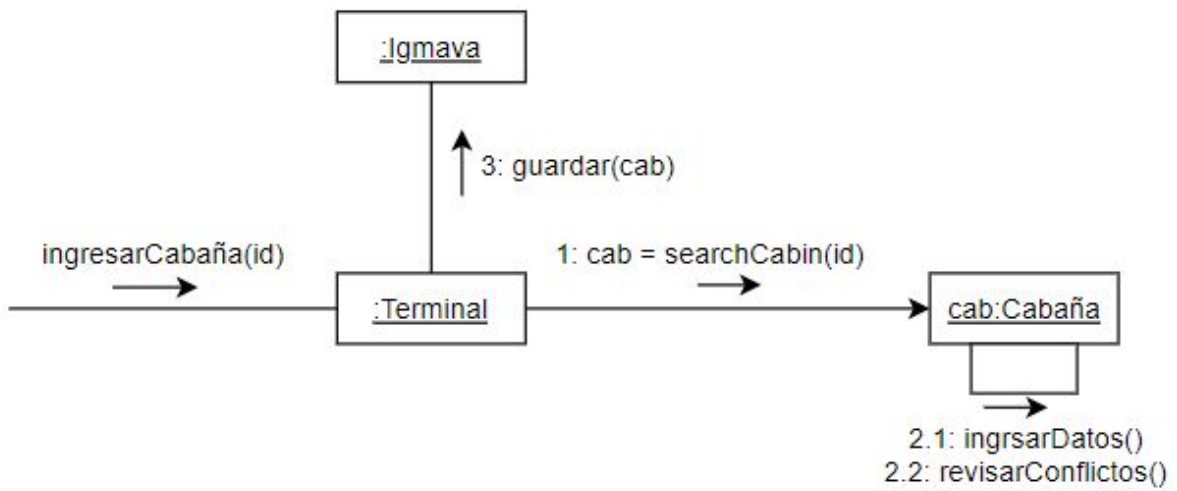 :Igmava
3: guardar(cab)
ingresarCabaña(id)
1: cab = searchCabin(id)
:Terminal
cab:Cabaña
2.1: ingrsarDatos()
2.2: revisarConflictos()